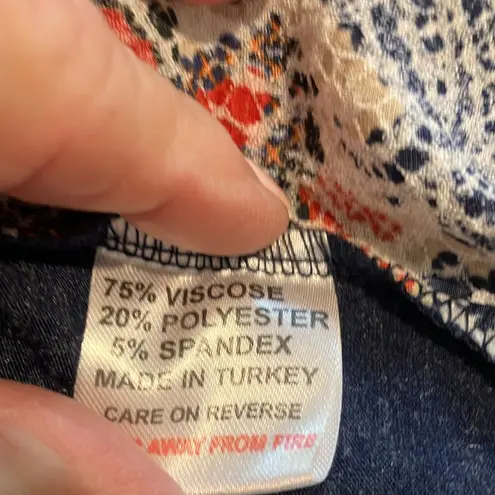 75% VISCOSE
20% POLYESTER
5% SPANDEX
MADE IN TURKEY
CARE ON REVERSE
AWAY FROM FIRE